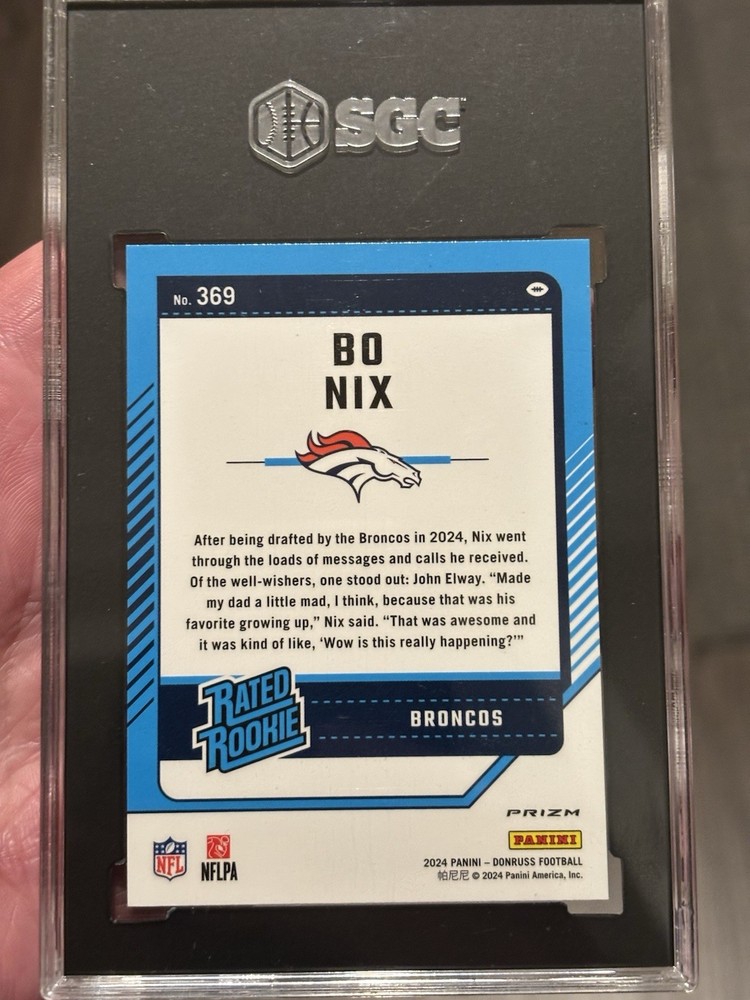 SGC
No. 369
BO
NIX
After being drafted by the Broncos in 2024, Nix went
through the loads of messages and calls he received.
Of the well-wishers, one stood out: John Elway. “Made
my dad a little mad, I think, because that was his
favorite growing up,” Nix said. “That was awesome and
it was kind of like, ‘Wow is this really happening?’”
RATED
ROOKIE
BRONCOS
PRIZM
PANINI
NFL
NFLPA
2024 PANINI – DONRUSS FOOTBALL
帕尼尼 © 2024 Panini America, Inc.